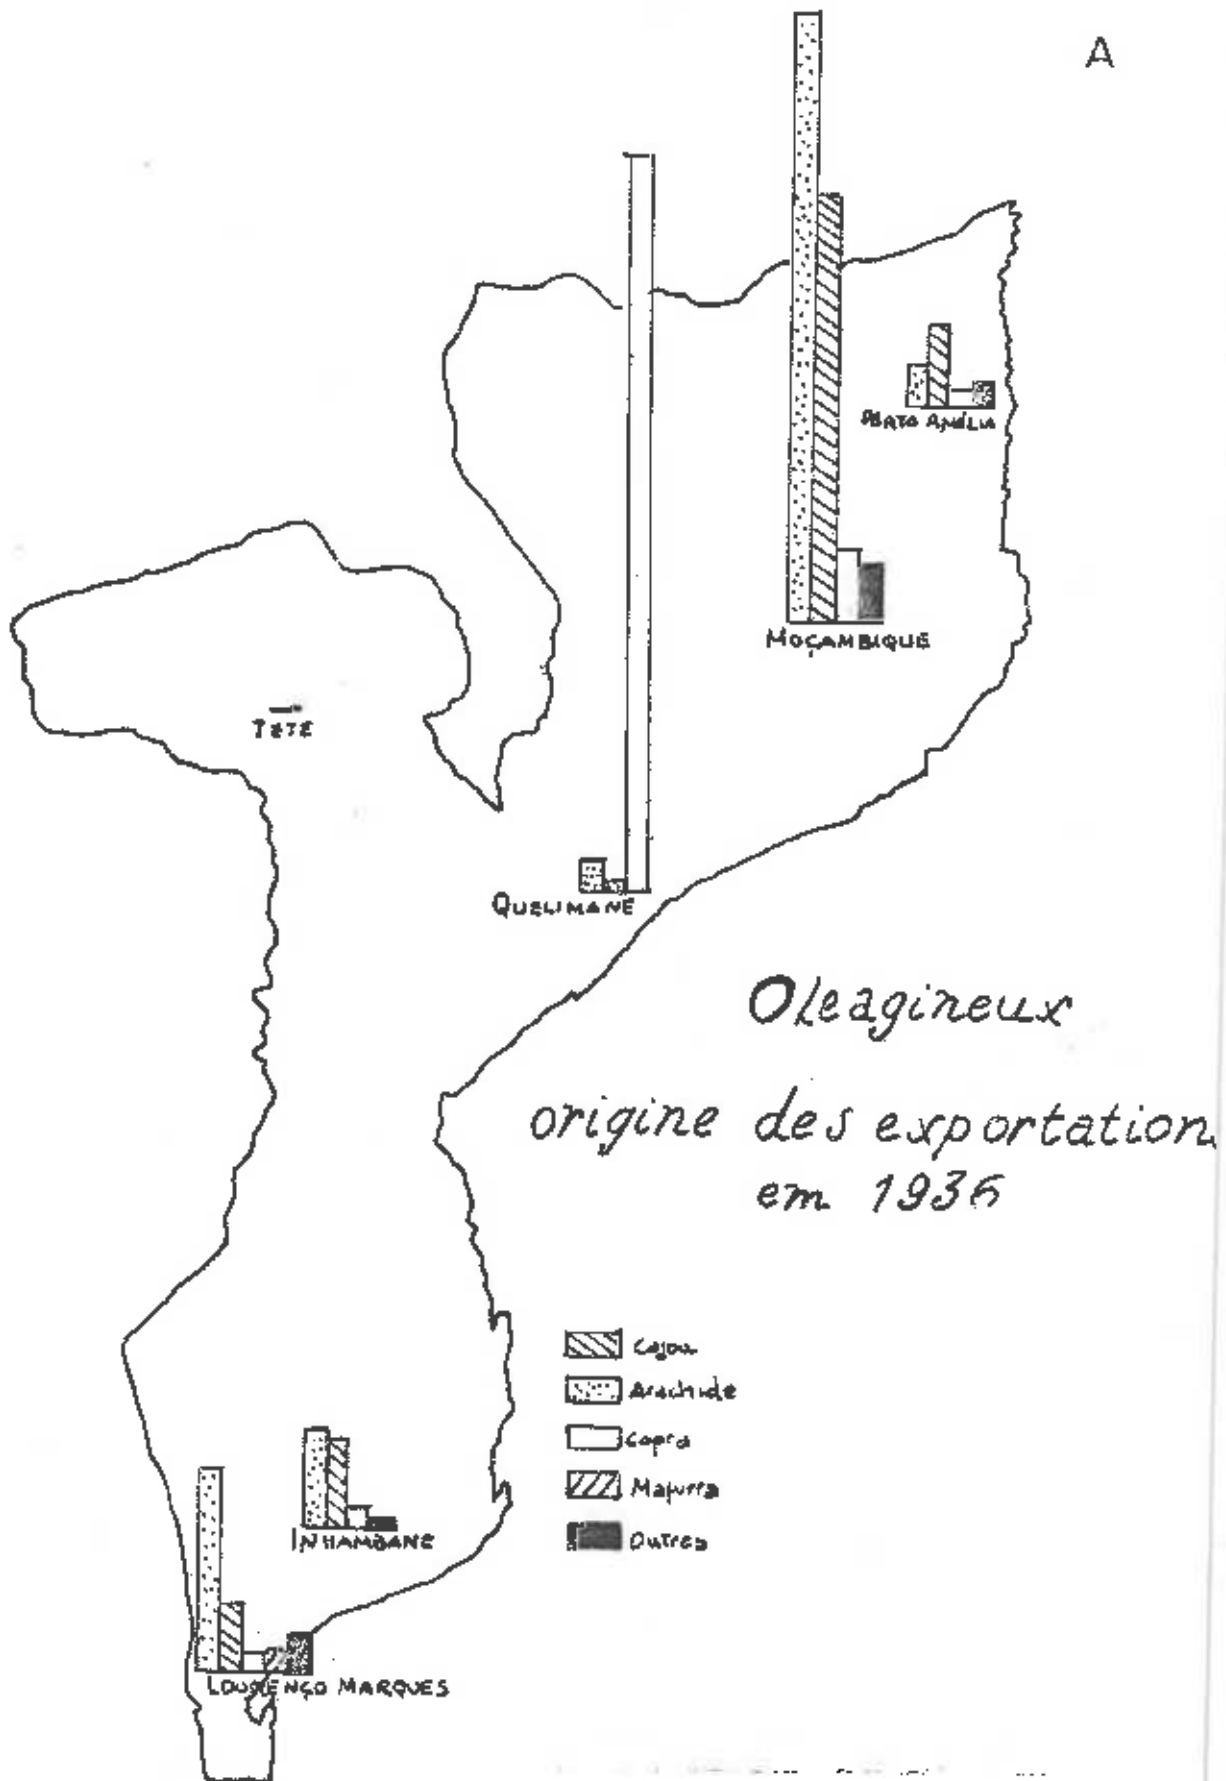 A
PORTO AMÉLIA
MOÇAMBIQUE
TETE
QUELIMANE
Oleagineux
origine des exportation
em 1936
Cajou
Arachide
Copra
Mafurra
Outres
INHAMBANE
LOURENÇO MARQUES